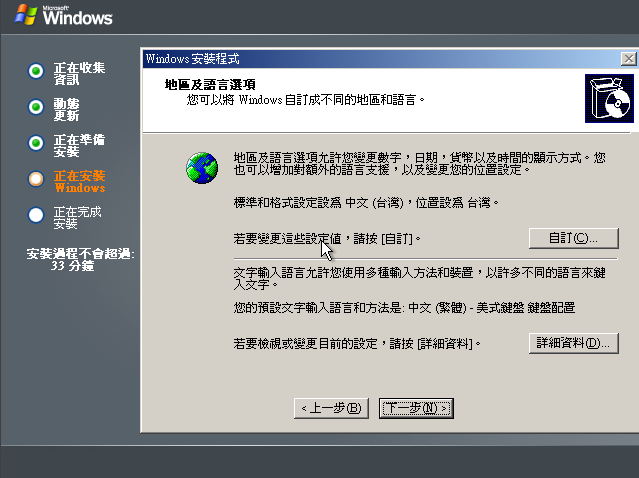 Microsoft
Windows
正在收集
資訊
動態
更新
正在準備
安裝
正在安裝
Windows
正在完成
安裝
安裝過程不會超過:
33 分鐘
Windows 安裝程式
地區及語言選項
您可以將 Windows 自訂成不同的地區和語言。
地區及語言選項允許您變更數字，日期，貨幣以及時間的顯示方式。您
也可以增加對額外的語言支援，以及變更您的位置設定。
標準和格式設定設為 中文 (台灣)，位置設為 台灣。
若要變更這些設定值，請按 [自訂]。
自訂(C)...
文字輸入語言允許您使用多種輸入方法和裝置，以許多不同的語言來鍵
入文字。
您的預設文字輸入語言和方法是: 中文 (繁體) - 美式鍵盤 鍵盤配置
若要檢視或變更目前的設定，請按 [詳細資料]。
詳細資料(D)...
< 上一步(B)
下一步(N) >